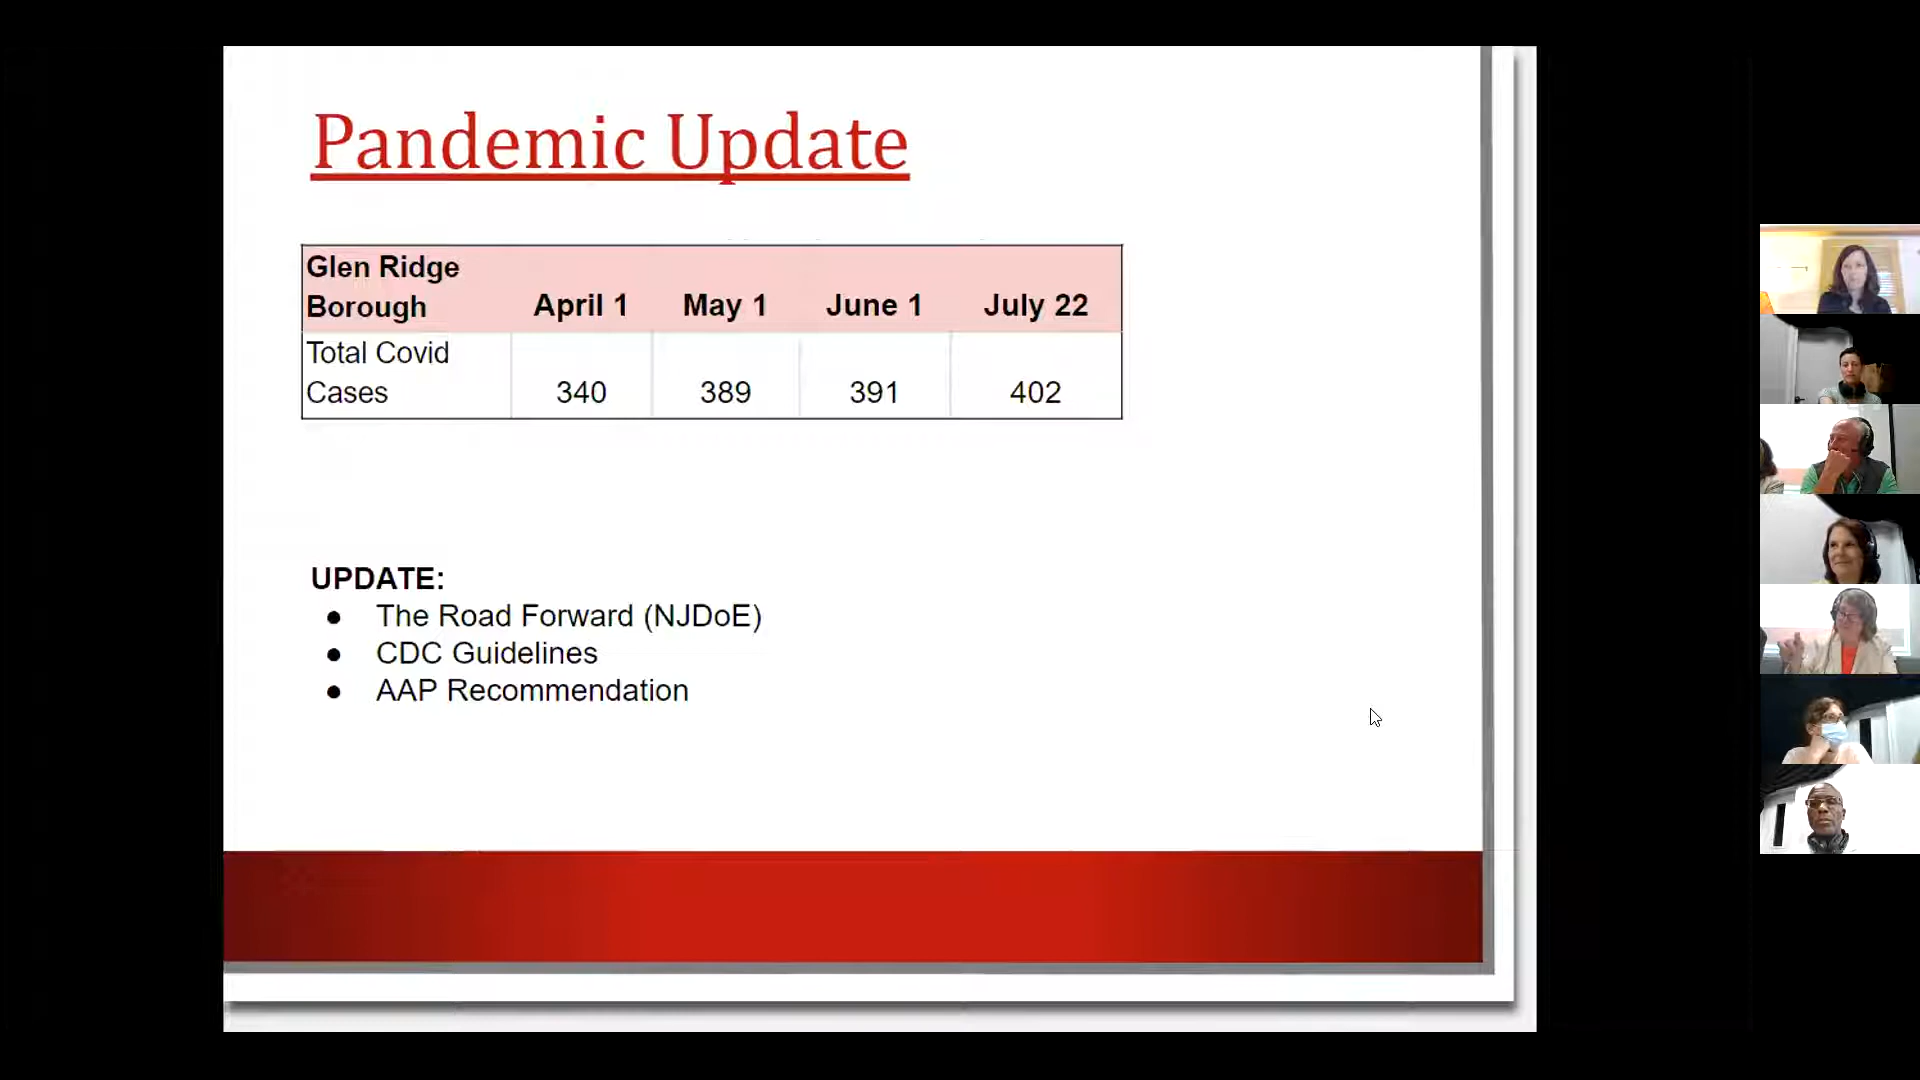 Pandemic Update
Glen Ridge
Borough April 1 May 1 June 1 July 22
Total Covid
Cases 340 389 391 402
UPDATE:
● The Road Forward (NJDoE)
● CDC Guidelines
● AAP Recommendation